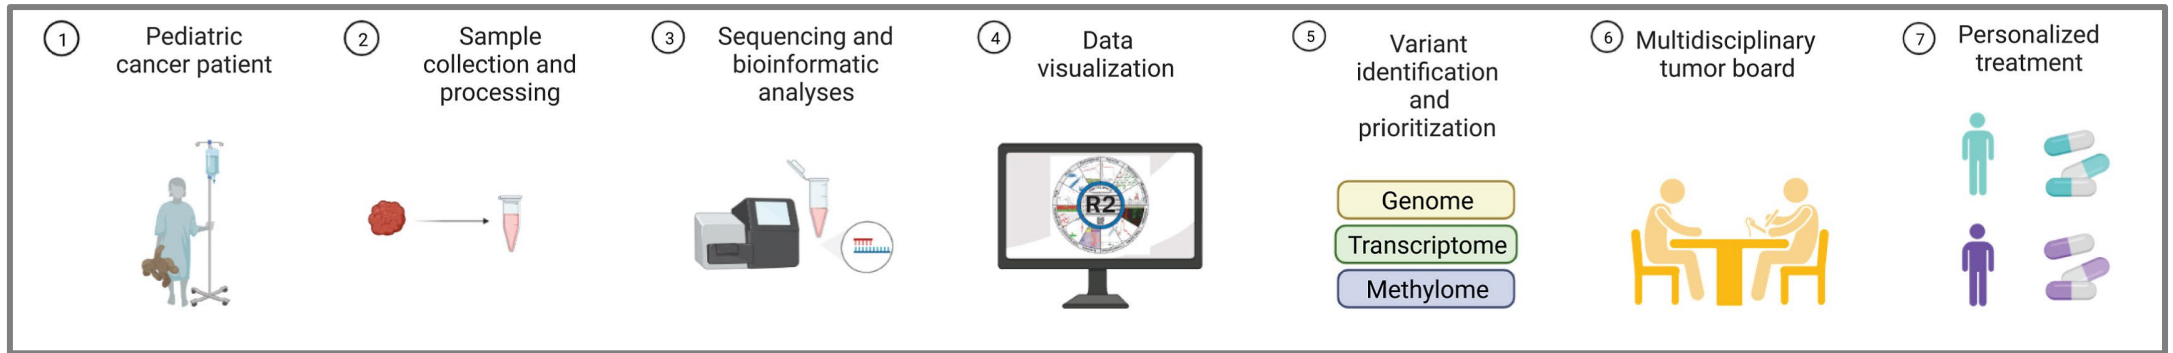 1
Pediatric
cancer patient
2
Sample
collection and
processing
3
Sequencing and
bioinformatic
analyses
4
Data
visualization
R2
5
Variant
identification
and
prioritization
Genome
Transcriptome
Methylome
6
Multidisciplinary
tumor board
7
Personalized
treatment